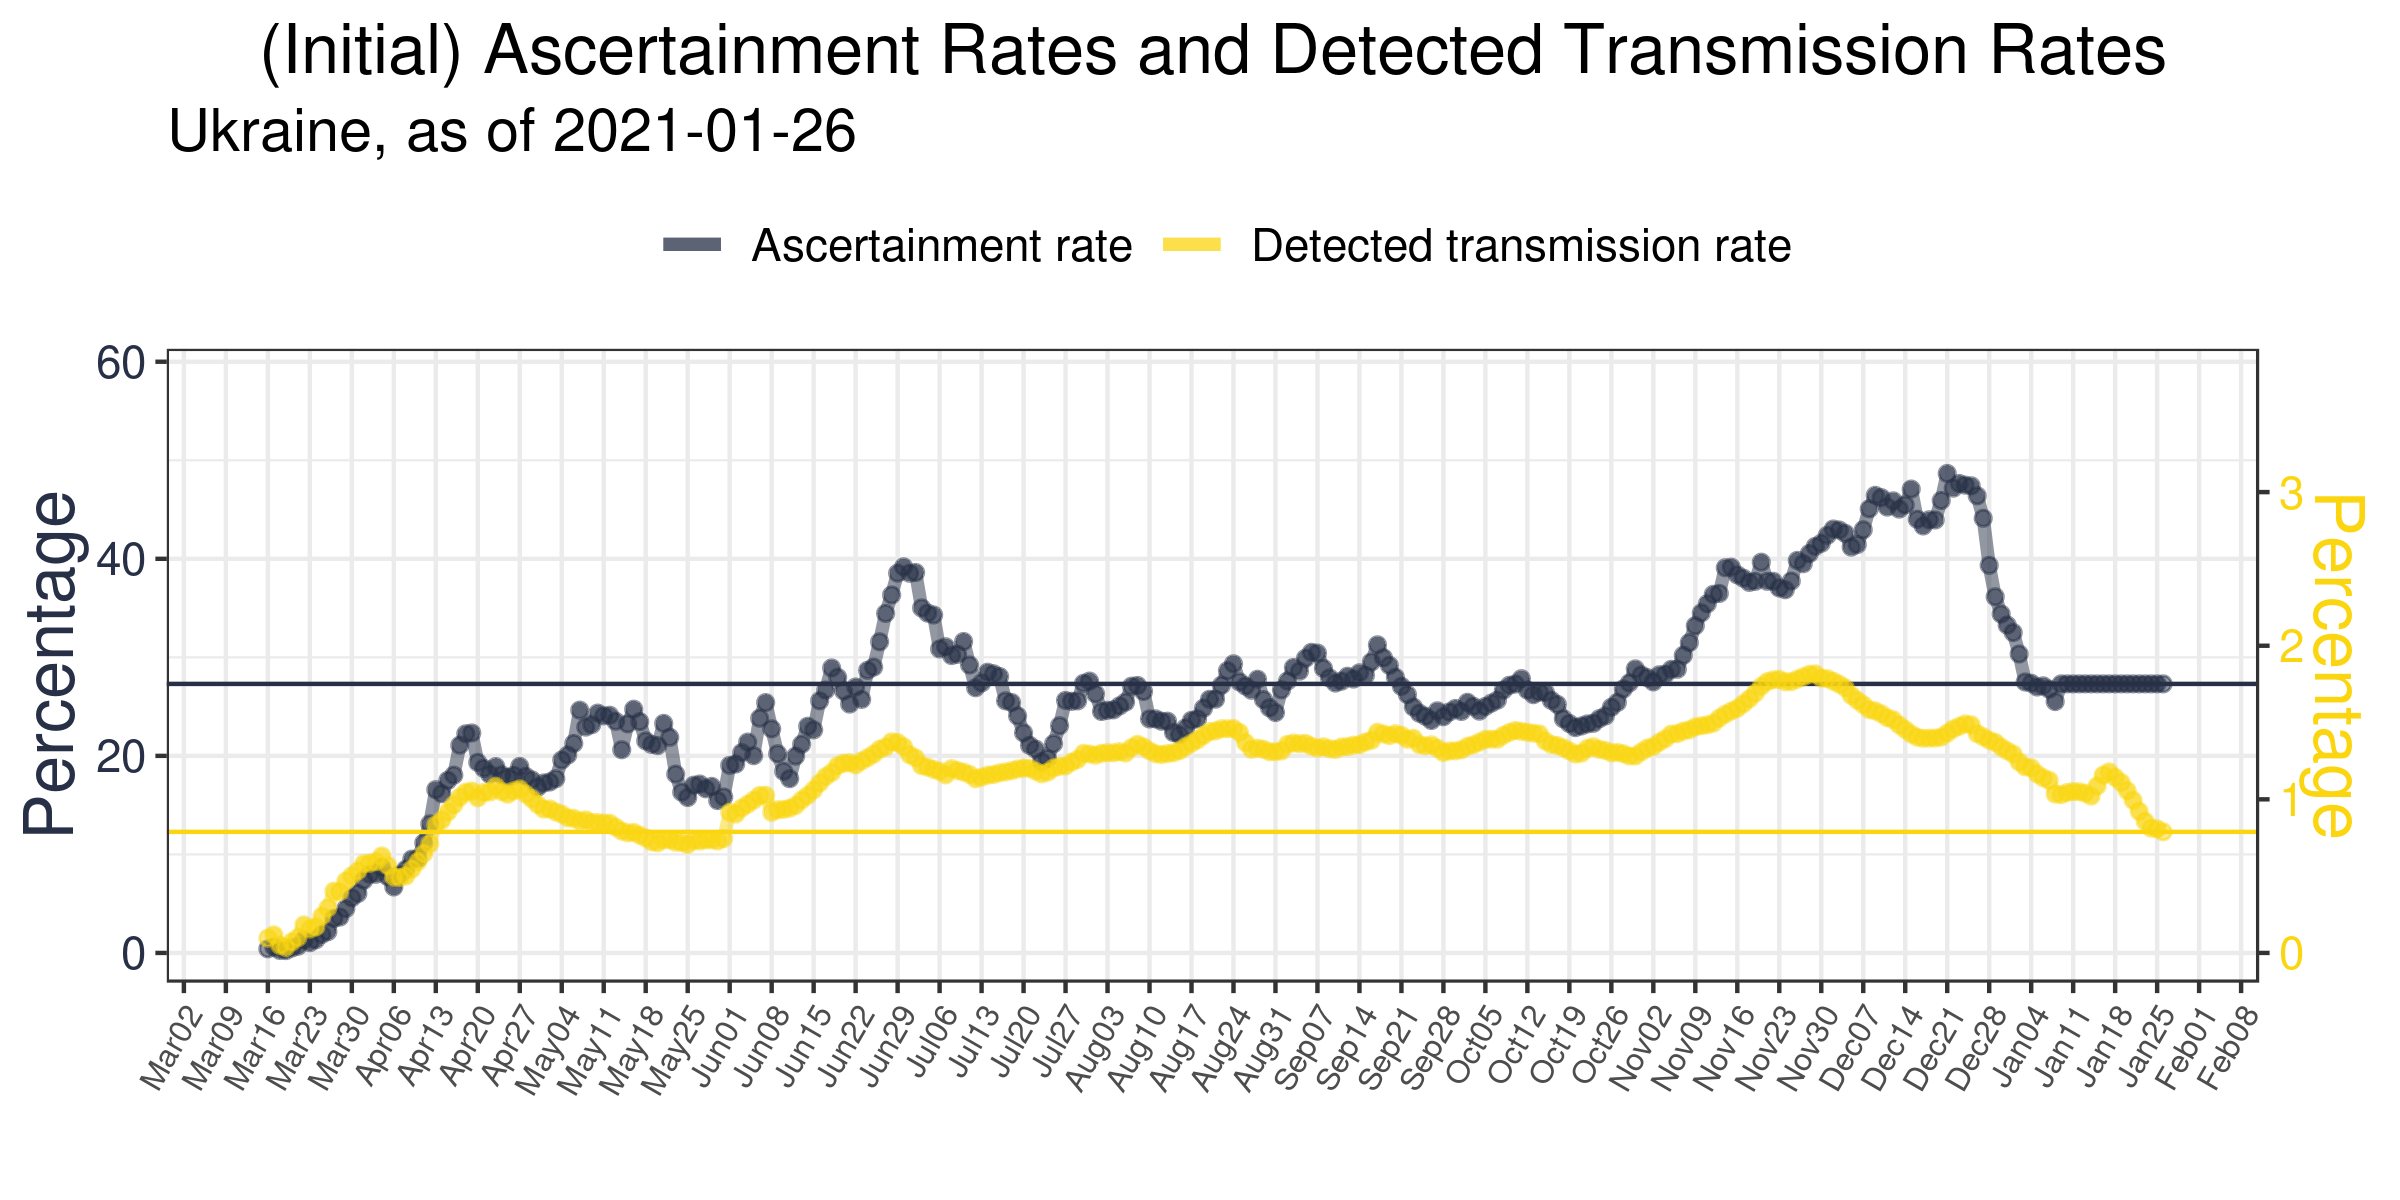 (Initial) Ascertainment Rates and Detected Transmission Rates
Ukraine, as of 2021-01-26
Ascertainment rate
Detected transmission rate
Percentage
60
40
20
0
3
2
1
0
Percentage
Mar02
Mar09
Mar16
Mar23
Mar30
Apr06
Apr13
Apr20
Apr27
May04
May11
May18
May25
Jun01
Jun08
Jun15
Jun22
Jun29
Jul06
Jul13
Jul20
Jul27
Aug03
Aug10
Aug17
Aug24
Aug31
Sep07
Sep14
Sep21
Sep28
Oct05
Oct12
Oct19
Oct26
Nov02
Nov09
Nov16
Nov23
Nov30
Dec07
Dec14
Dec21
Dec28
Jan04
Jan11
Jan18
Jan25
Feb01
Feb08